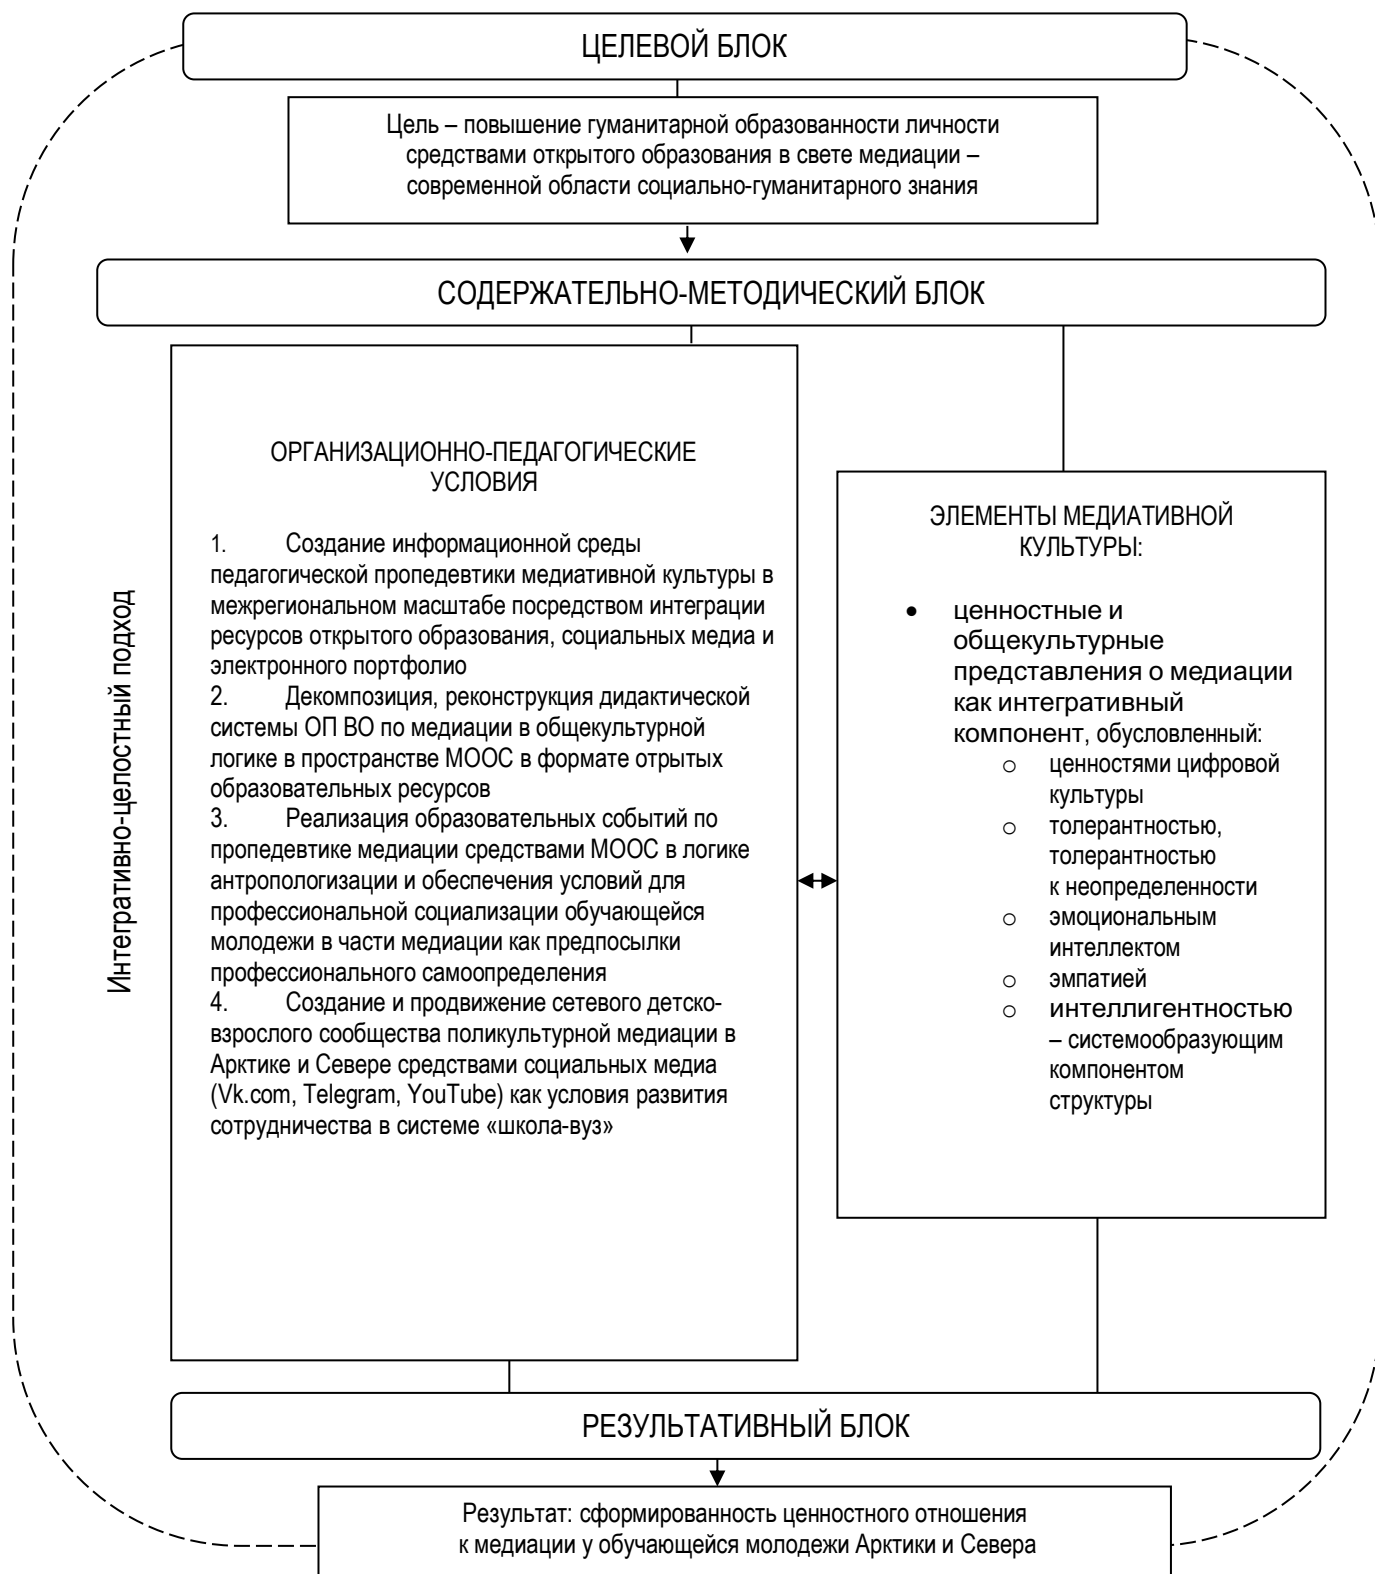 ЦЕЛЕВОЙ БЛОК
Цель – повышение гуманитарной образованности личности
средствами открытого образования в свете медиации –
современной области социально-гуманитарного знания
СОДЕРЖАТЕЛЬНО-МЕТОДИЧЕСКИЙ БЛОК
Интегративно-целостный подход
ОРГАНИЗАЦИОННО-ПЕДАГОГИЧЕСКИЕ
УСЛОВИЯ
1. Создание информационной среды
педагогической пропедевтики медиативной культуры в
межрегиональном масштабе посредством интеграции
ресурсов открытого образования, социальных медиа и
электронного портфолио
2. Декомпозиция, реконструкция дидактической
системы ОП ВО по медиации в общекультурной
логике в пространстве МООС в формате отрытых
образовательных ресурсов
3. Реализация образовательных событий по
пропедевтике медиации средствами МООС в логике
антропологизации и обеспечения условий для
профессиональной социализации обучающейся
молодежи в части медиации как предпосылки
профессионального самоопределения
4. Создание и продвижение сетевого детско-
взрослого сообщества поликультурной медиации в
Арктике и Севере средствами социальных медиа
(Vk.com, Telegram, YouTube) как условия развития
сотрудничества в системе «школа-вуз»
ЭЛЕМЕНТЫ МЕДИАТИВНОЙ
КУЛЬТУРЫ:
• ценностные и
общекультурные
представления о медиации
как интегративный
компонент, обусловленный:
○ ценностями цифровой
культуры
○ толерантностью,
толерантностью
к неопределенности
○ эмоциональным
интеллектом
○ эмпатией
○ интеллигентностью
– системообразующим
компонентом
структуры
РЕЗУЛЬТАТИВНЫЙ БЛОК
Результат: сформированность ценностного отношения
к медиации у обучающейся молодежи Арктики и Севера